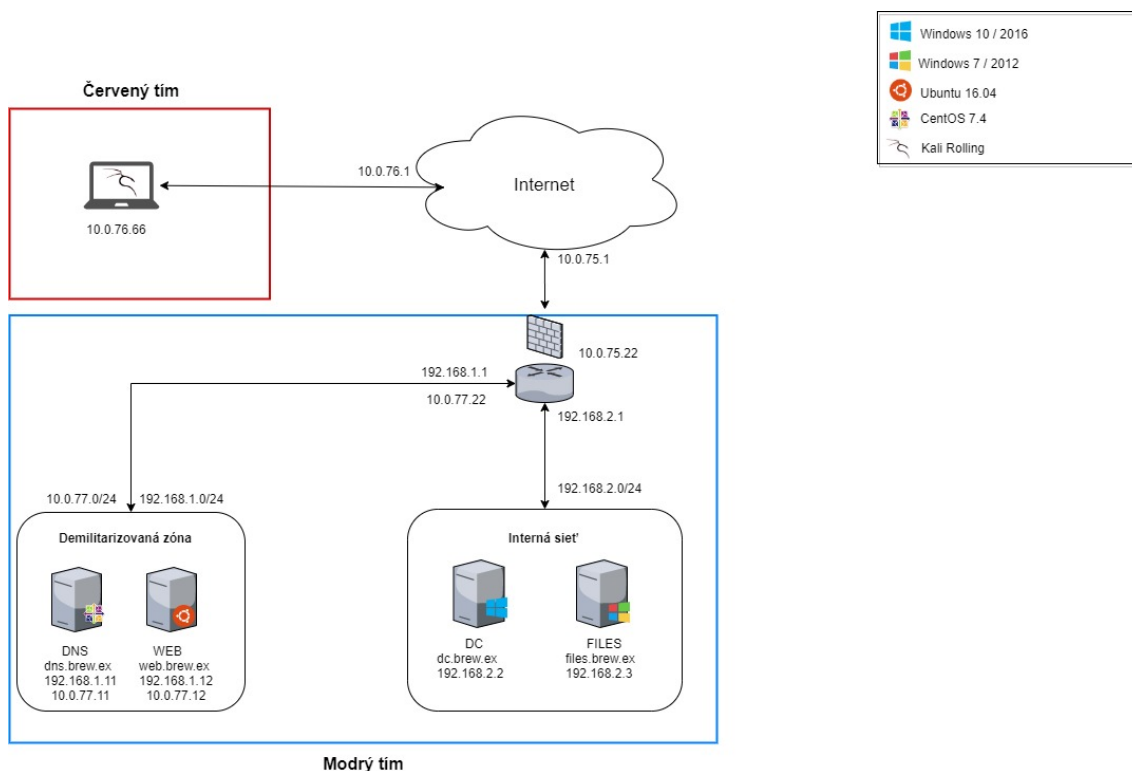 Windows 10 / 2016
Windows 7 / 2012
Ubuntu 16.04
CentOS 7.4
Kali Rolling
Červený tím
10.0.76.66
10.0.76.1
Internet
10.0.75.1
10.0.75.22
192.168.1.1
10.0.77.22
192.168.2.1
10.0.77.0/24
192.168.1.0/24
192.168.2.0/24
Demilitarizovaná zóna
DNS
dns.brew.ex
192.168.1.11
10.0.77.11
WEB
web.brew.ex
192.168.1.12
10.0.77.12
Interná sieť
DC
dc.brew.ex
192.168.2.2
FILES
files.brew.ex
192.168.2.3
Modrý tím